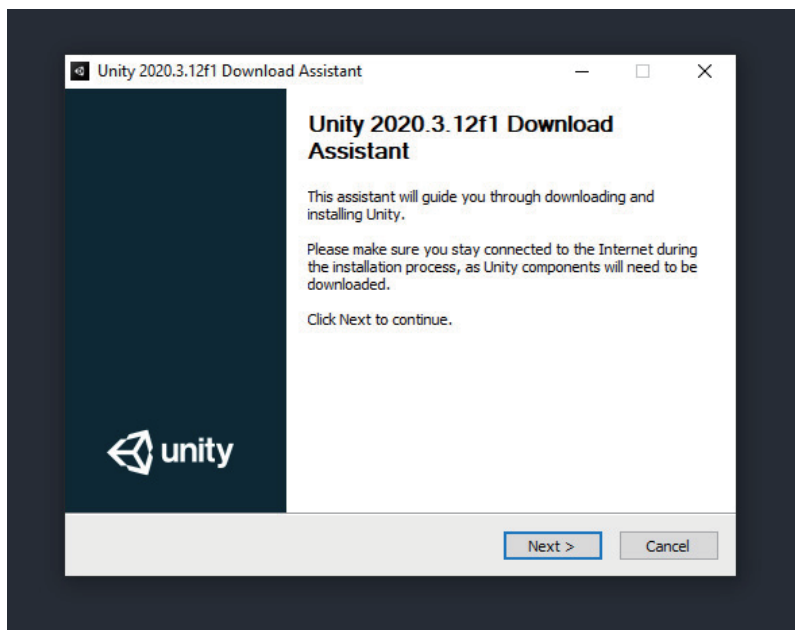 Unity 2020.3.12f1 Download Assistant
Unity 2020.3.12f1 Download
Assistant
This assistant will guide you through downloading and
installing Unity.
Please make sure you stay connected to the Internet during
the installation process, as Unity components will need to be
downloaded.
Click Next to continue.
unity
Next >
Cancel